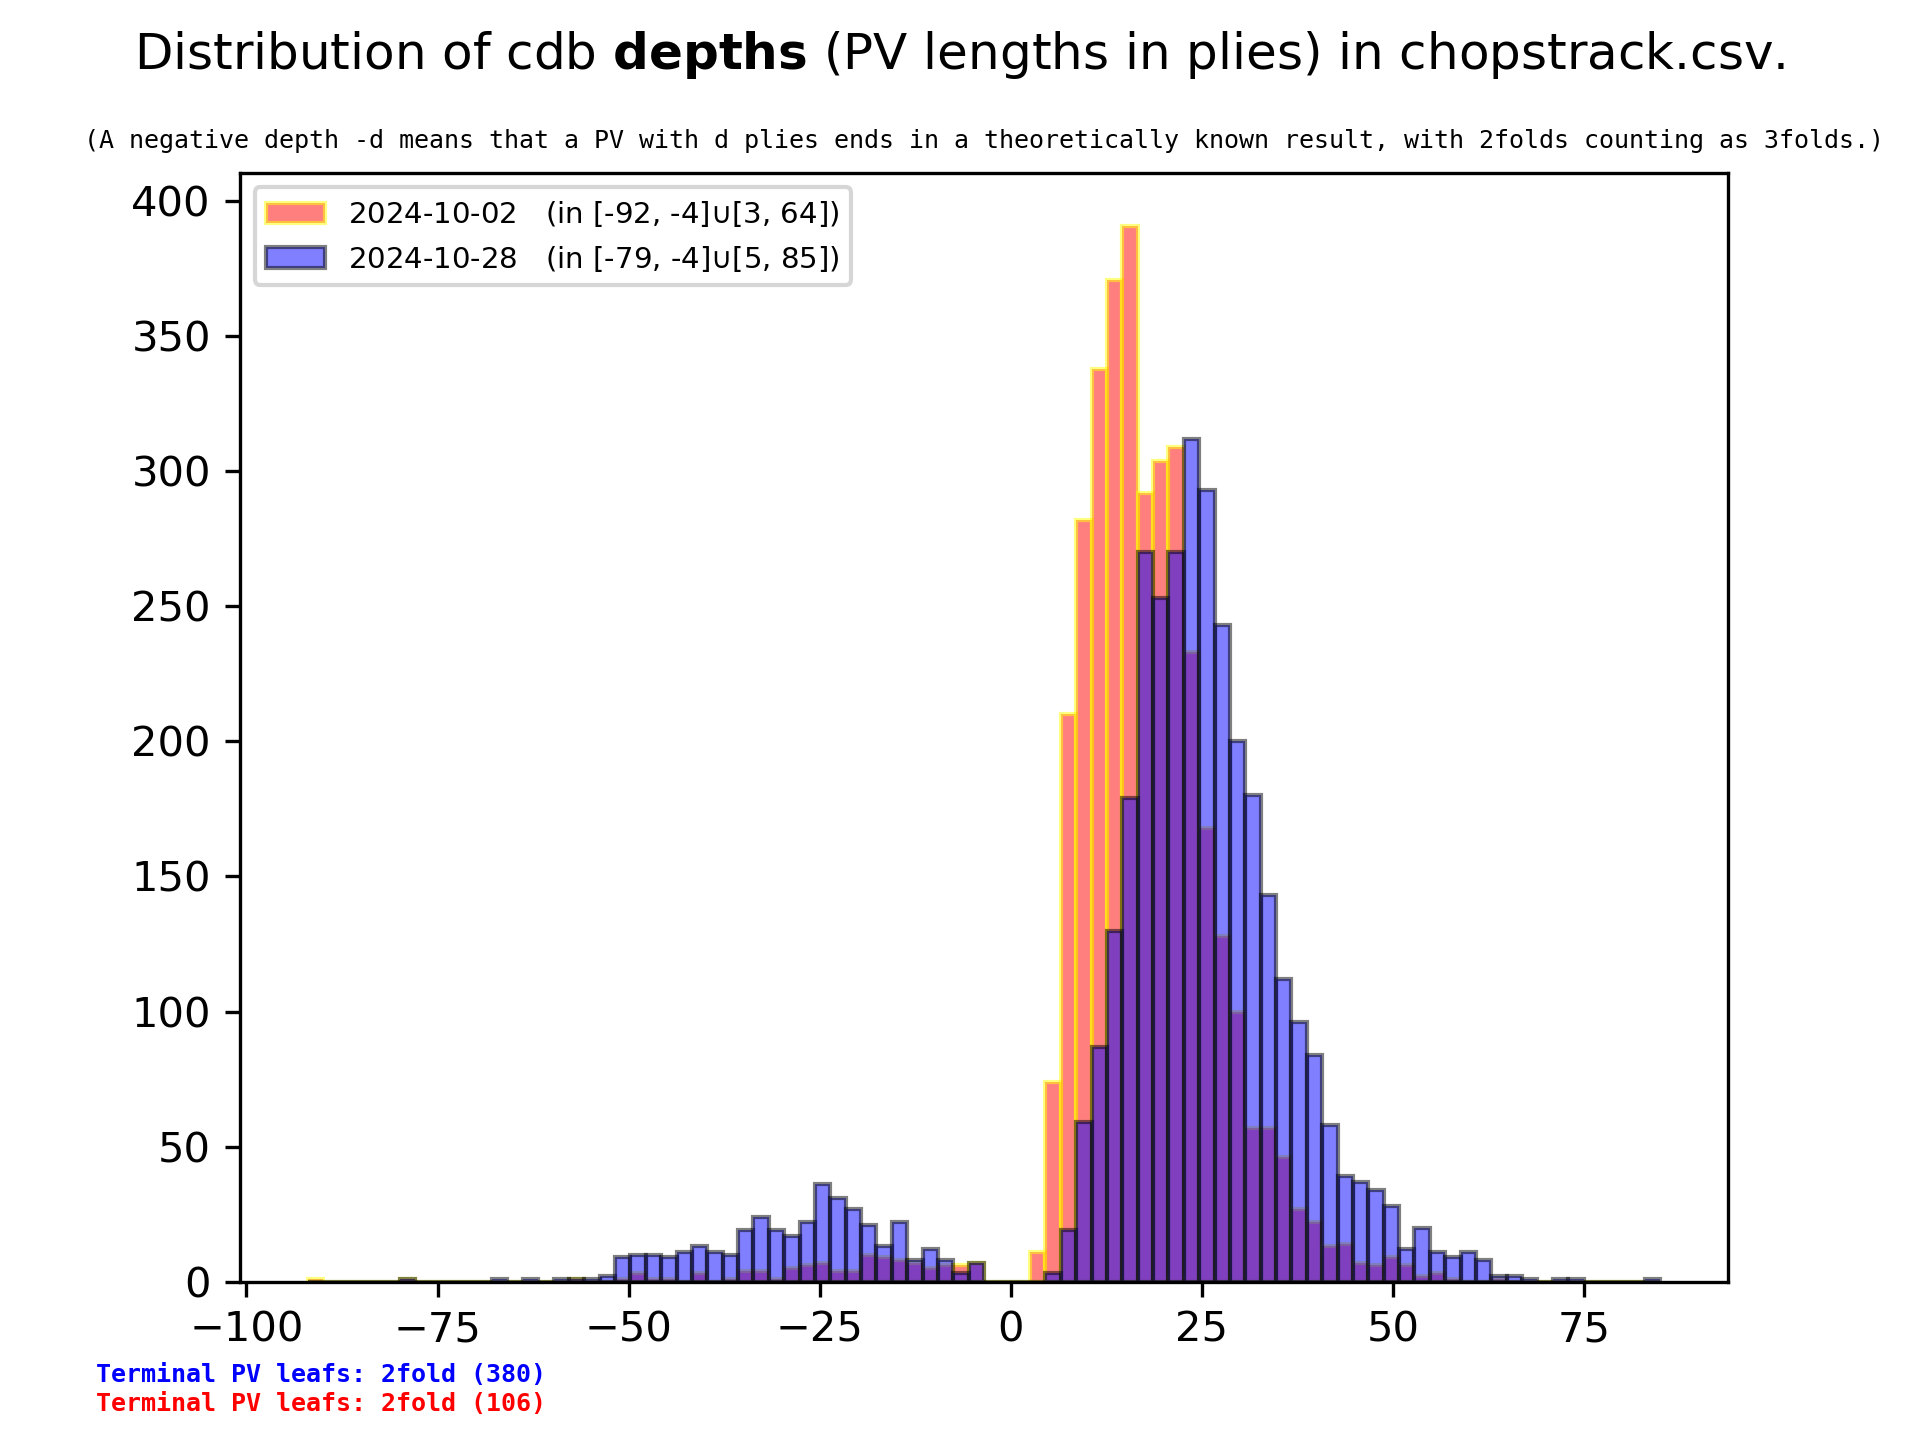 Distribution of cdb depths (PV lengths in plies) in chopstrack.csv.
(A negative depth -d means that a PV with d plies ends in a theoretically known result, with 2folds counting as 3folds.)
2024-10-02 (in [-92, -4]∪[3, 64])
2024-10-28 (in [-79, -4]∪[5, 85])
400
350
300
250
200
150
100
50
0
−100 −75 −50 −25 0 25 50 75
Terminal PV leafs: 2fold (380)
Terminal PV leafs: 2fold (106)